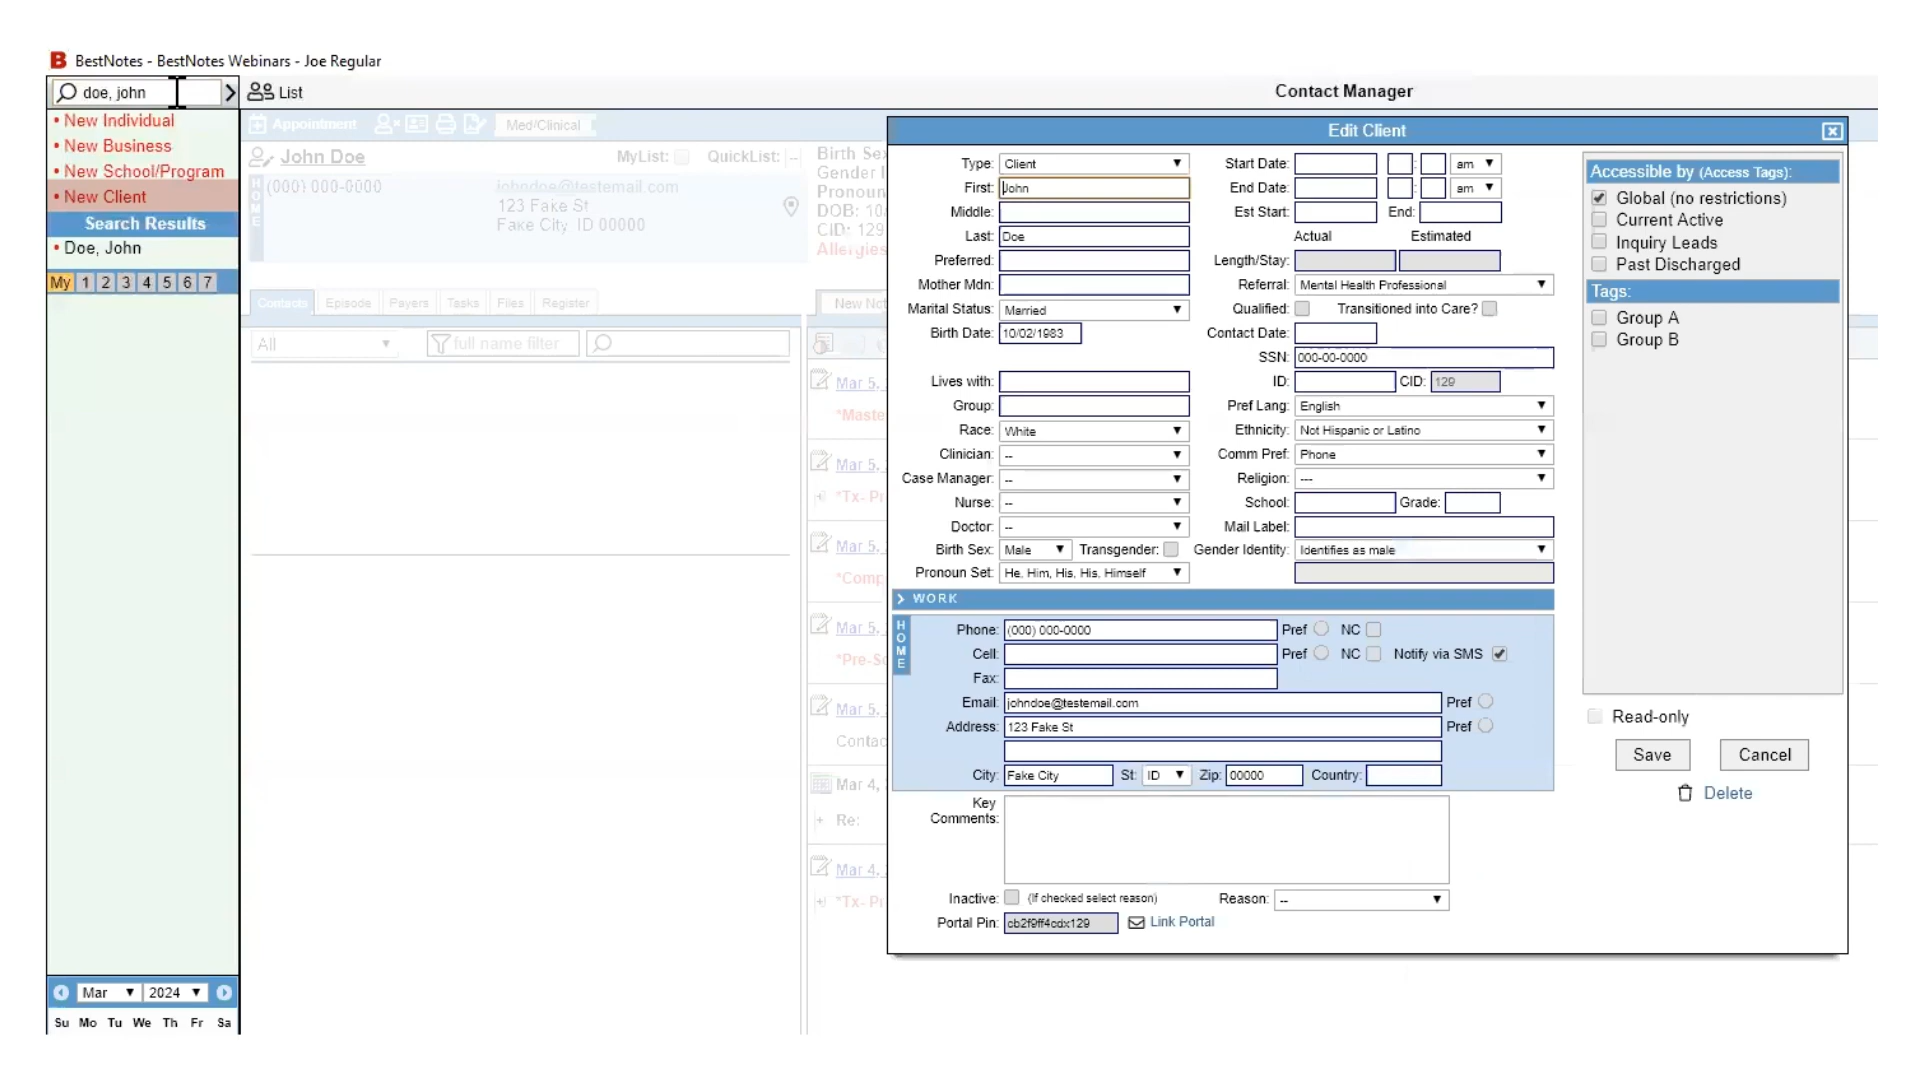 BestNotes - BestNotes Webinars - Joe Regular
doe, john
List
Contact Manager
• New Individual
• New Business
• New School/Program
• New Client
Search Results
• Doe, John
My 1 2 3 4 5 6 7
Mar 2024
Su Mo Tu We Th Fr Sa
Appointment
Med/Clinical
John Doe
MyList: QuickList: --
HOME
(000) 000-0000
johndoe@testemail.com
123 Fake St
Fake City ID 00000
Birth Se
Gender I
Pronoun
DOB: 10/
CID: 129
Allergies
Contacts Episode Payers Tasks Files Register
New Not
All
full name filter
Mar 5,
*Maste
Mar 5,
*Tx- Pr
Mar 5,
*Comp
Mar 5,
*Pre-Sc
Mar 5,
Contac
Mar 4,
+ Re:
Mar 4,
*Tx- Pr
Edit Client
Type: Client
First: John
Middle:
Last: Doe
Preferred:
Mother Mdn:
Marital Status: Married
Birth Date: 10/02/1983
Lives with:
Group:
Race: White
Clinician: --
Case Manager: --
Nurse: --
Doctor: --
Birth Sex: Male Transgender:
Pronoun Set: He, Him, His, His, Himself
Start Date: : am
End Date: : am
Est Start: End:
Actual Estimated
Length/Stay:
Referral: Mental Health Professional
Qualified: Transitioned into Care?
Contact Date:
SSN: 000-00-0000
ID: CID: 129
Pref Lang: English
Ethnicity: Not Hispanic or Latino
Comm Pref: Phone
Religion: ---
School: Grade:
Mail Label:
Gender Identity: Identifies as male
WORK
HOME
Phone: (000) 000-0000 Pref NC
Cell: Pref NC Notify via SMS
Fax:
Email: johndoe@testemail.com Pref
Address: 123 Fake St Pref
City: Fake City St: ID Zip: 00000 Country:
Key
Comments:
Inactive: (If checked select reason) Reason: --
Portal Pin: cb2f9ff4cdx129 Link Portal
Accessible by (Access Tags):
Global (no restrictions)
Current Active
Inquiry Leads
Past Discharged
Tags:
Group A
Group B
Read-only
Save Cancel
Delete